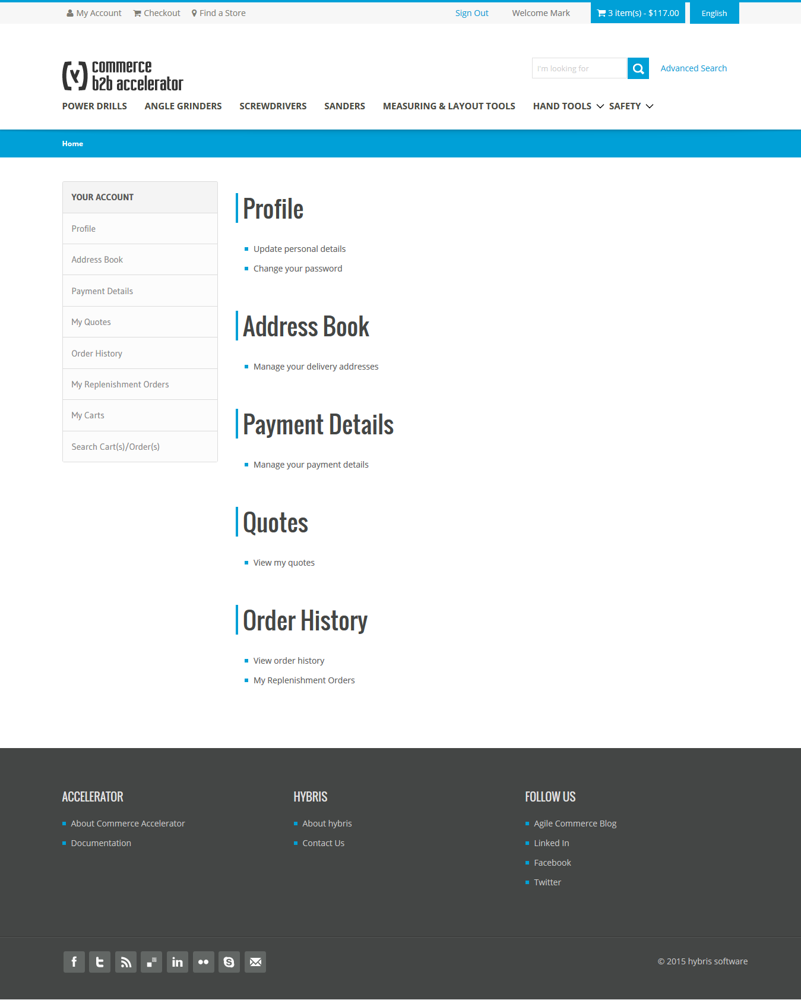 My Account Checkout Find a Store Sign Out Welcome Mark 3 item(s) - $117.00 English
commerce
b2b accelerator
I'm looking for Advanced Search
POWER DRILLS ANGLE GRINDERS SCREWDRIVERS SANDERS MEASURING & LAYOUT TOOLS HAND TOOLS SAFETY
Home
YOUR ACCOUNT
Profile
Address Book
Payment Details
My Quotes
Order History
My Replenishment Orders
My Carts
Search Cart(s)/Order(s)
Profile
Update personal details
Change your password
Address Book
Manage your delivery addresses
Payment Details
Manage your payment details
Quotes
View my quotes
Order History
View order history
My Replenishment Orders
ACCELERATOR
About Commerce Accelerator
Documentation
HYBRIS
About hybris
Contact Us
FOLLOW US
Agile Commerce Blog
Linked In
Facebook
Twitter
© 2015 hybris software